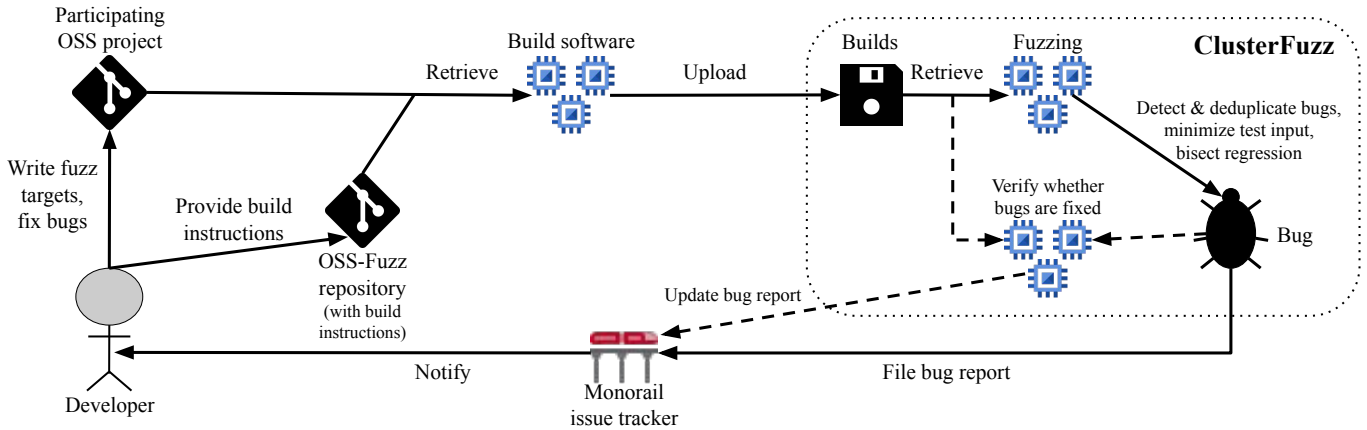 Participating
OSS project
Build software
Builds
Fuzzing
ClusterFuzz
Retrieve
Upload
Retrieve
Detect & deduplicate bugs,
minimize test input,
bisect regression
Write fuzz
targets,
fix bugs
Provide build
instructions
Verify whether
bugs are fixed
Bug
OSS-Fuzz
repository
(with build
instructions)
Update bug report
Notify
File bug report
Monorail
issue tracker
Developer